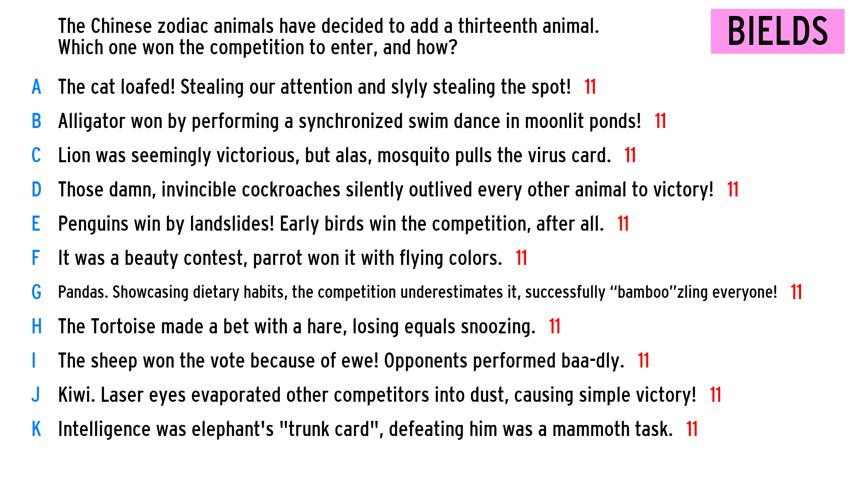 The Chinese zodiac animals have decided to add a thirteenth animal.
Which one won the competition to enter, and how?
BIELDS
A The cat loafed! Stealing our attention and slyly stealing the spot! 11
B Alligator won by performing a synchronized swim dance in moonlit ponds! 11
C Lion was seemingly victorious, but alas, mosquito pulls the virus card. 11
D Those damn, invincible cockroaches silently outlived every other animal to victory! 11
E Penguins win by landslides! Early birds win the competition, after all. 11
F It was a beauty contest, parrot won it with flying colors. 11
G Pandas. Showcasing dietary habits, the competition underestimates it, successfully “bamboo”zling everyone! 11
H The Tortoise made a bet with a hare, losing equals snoozing. 11
I The sheep won the vote because of ewe! Opponents performed baa-dly. 11
J Kiwi. Laser eyes evaporated other competitors into dust, causing simple victory! 11
K Intelligence was elephant's "trunk card", defeating him was a mammoth task. 11